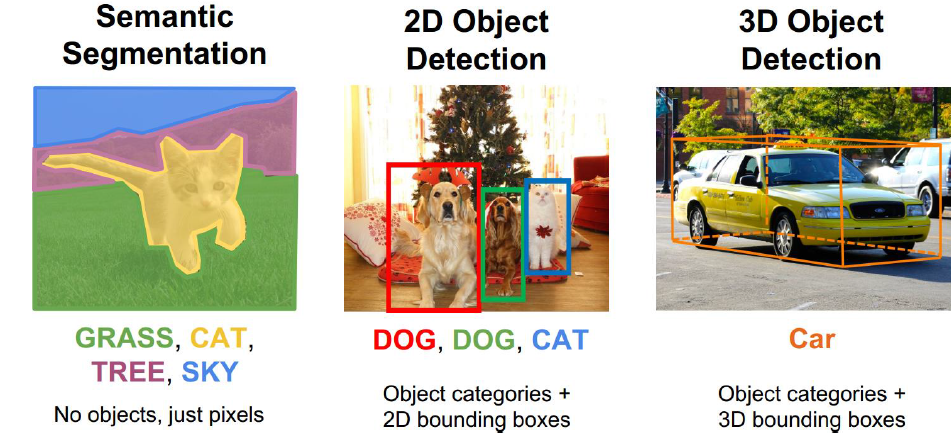 Semantic
Segmentation
2D Object
Detection
3D Object
Detection
GRASS, CAT,
TREE, SKY
No objects, just pixels
DOG, DOG, CAT
Object categories +
2D bounding boxes
Car
Object categories +
3D bounding boxes